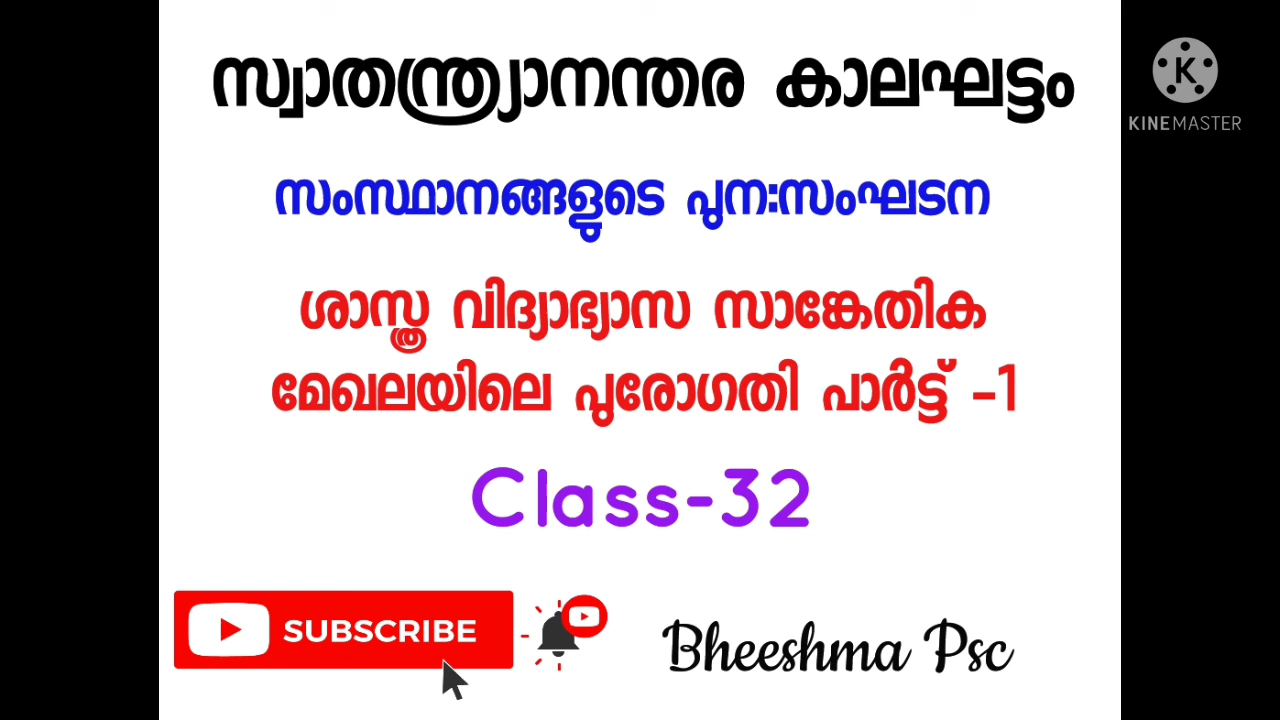 സ്വാതന്ത്ര്യാനന്തര കാലഘട്ടം
K
KINEMASTER
സംസ്ഥാനങ്ങളുടെ പുന:സംഘടന
ശാസ്ത്ര വിദ്യാഭ്യാസ സാങ്കേതിക
മേഖലയിലെ പുരോഗതി പാർട്ട് -1
Class-32
SUBSCRIBE
Bheeshma Psc